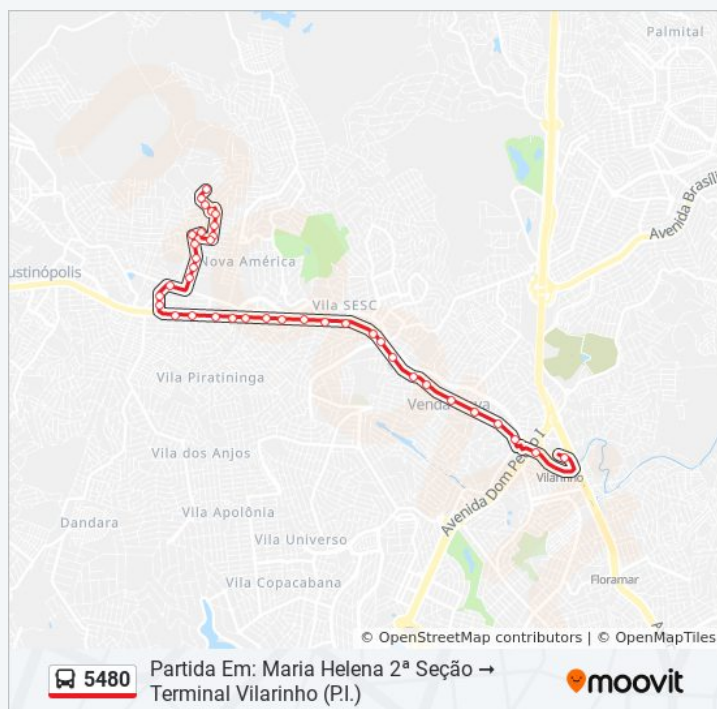 Palmital
Avenida Brasíli
ustinópolis
Nova América
Vila SESC
Vila Piratininga
Venda Nova
Vila dos Anjos
Avenida Dom Pedro I
Vilarinho
Dandara
Vila Apolônia
Vila Universo
Vila Copacabana
Floramar
A
© OpenStreetMap contributors | © OpenMapTiles
5480
Partida Em: Maria Helena 2ª Seção →
Terminal Vilarinho (P.I.)
moovit